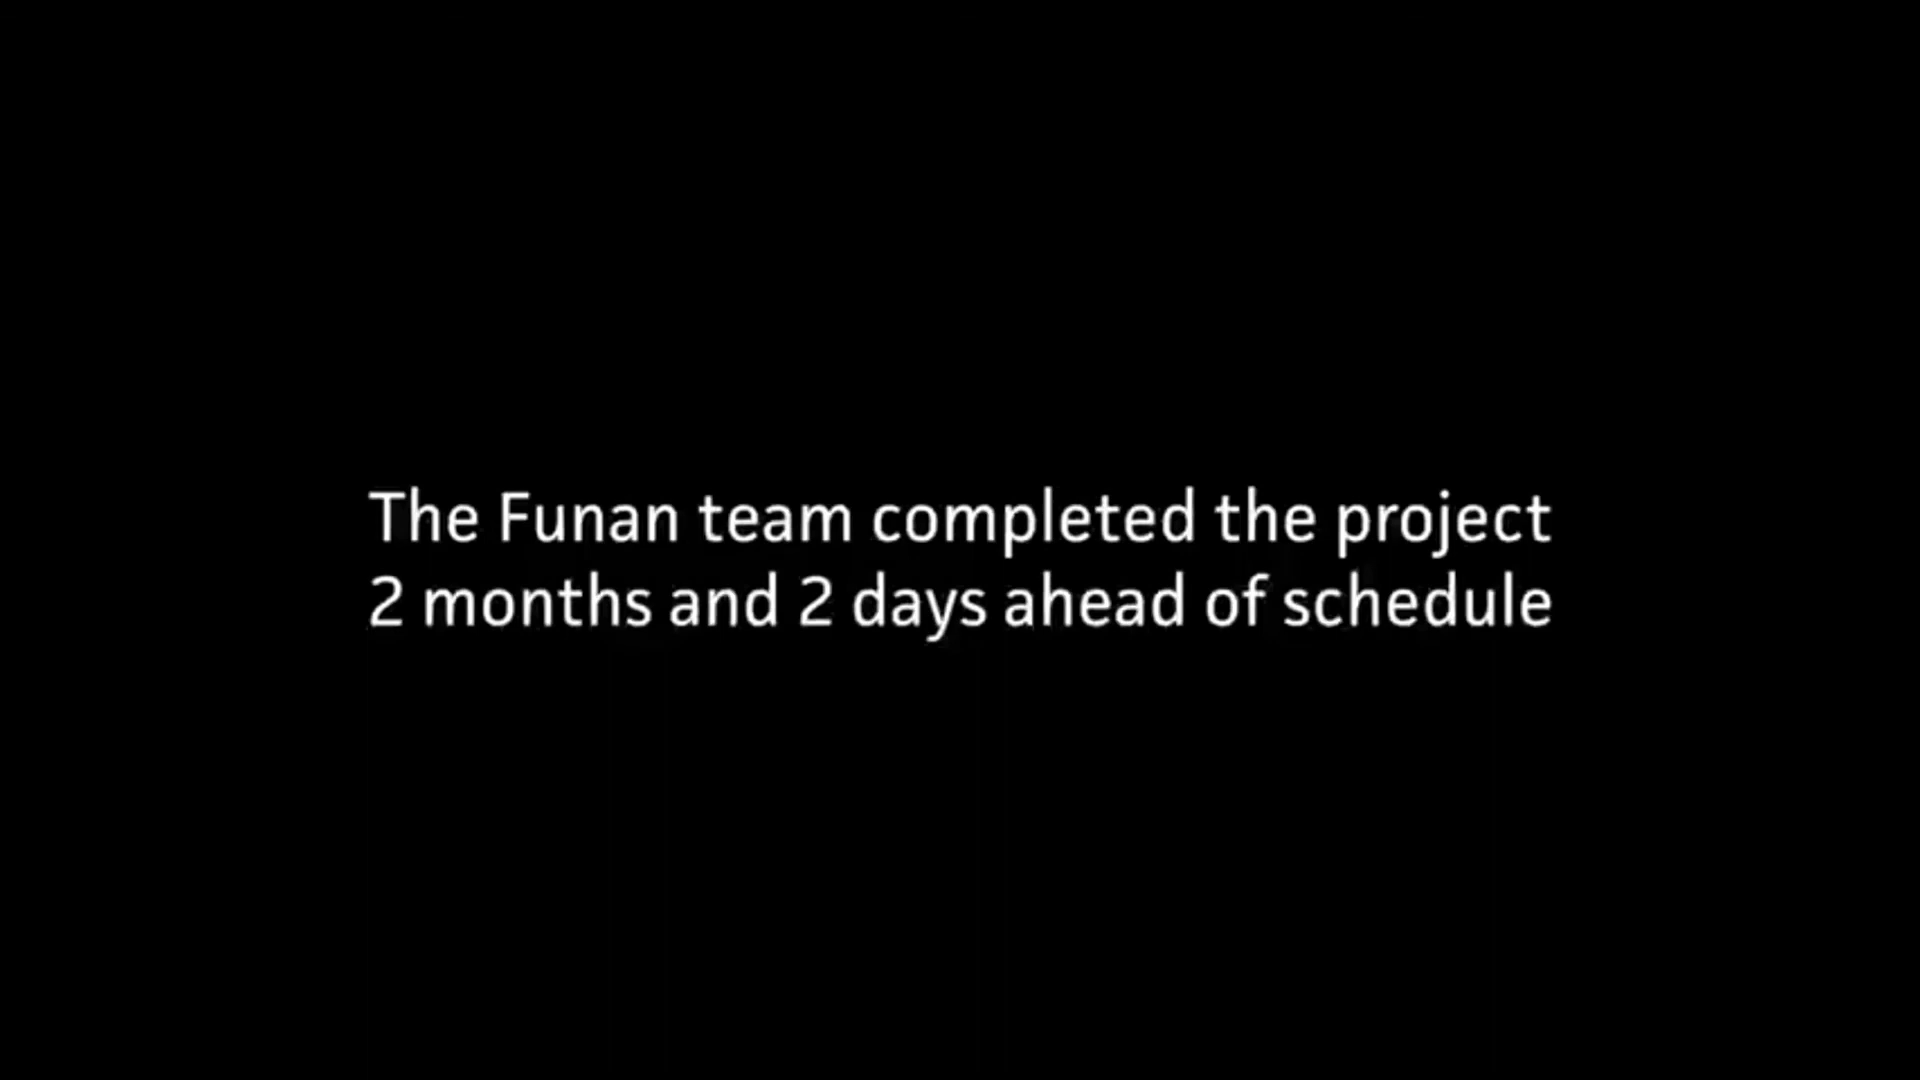 The Funan team completed the project
2 months and 2 days ahead of schedule